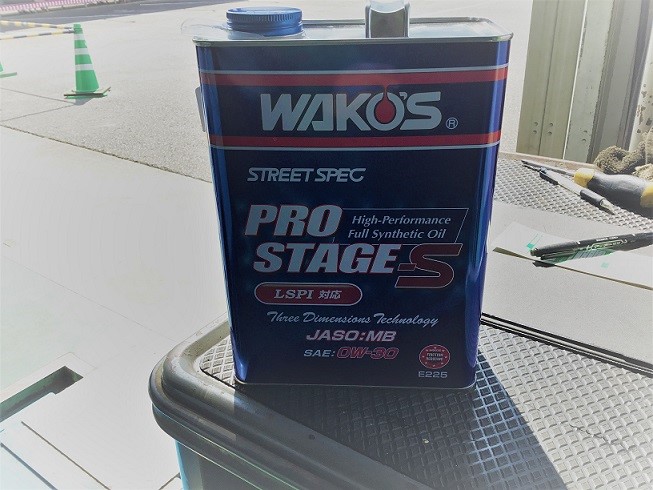 WAKO'S®
STREET SPEC
PRO
STAGE-S
High-Performance
Full Synthetic Oil
LSPI 対応
Three Dimensions Technology
JASO:MB
SAE:0W-30
E225